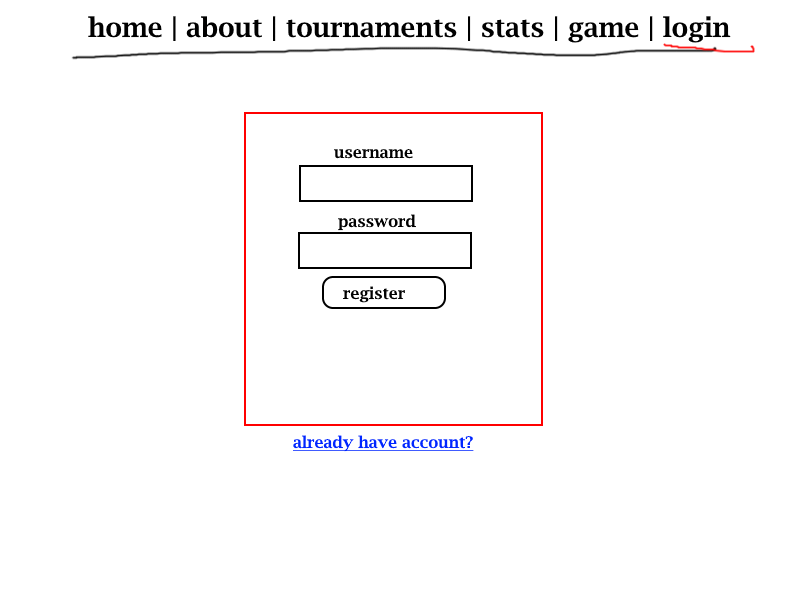 home | about | tournaments | stats | game | login
username
password
register
already have account?